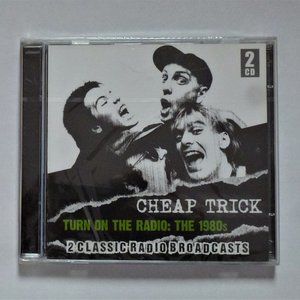 2
CD
CHEAP TRICK
TURN ON THE RADIO: THE 1980s
2 CLASSIC RADIO BROADCASTS